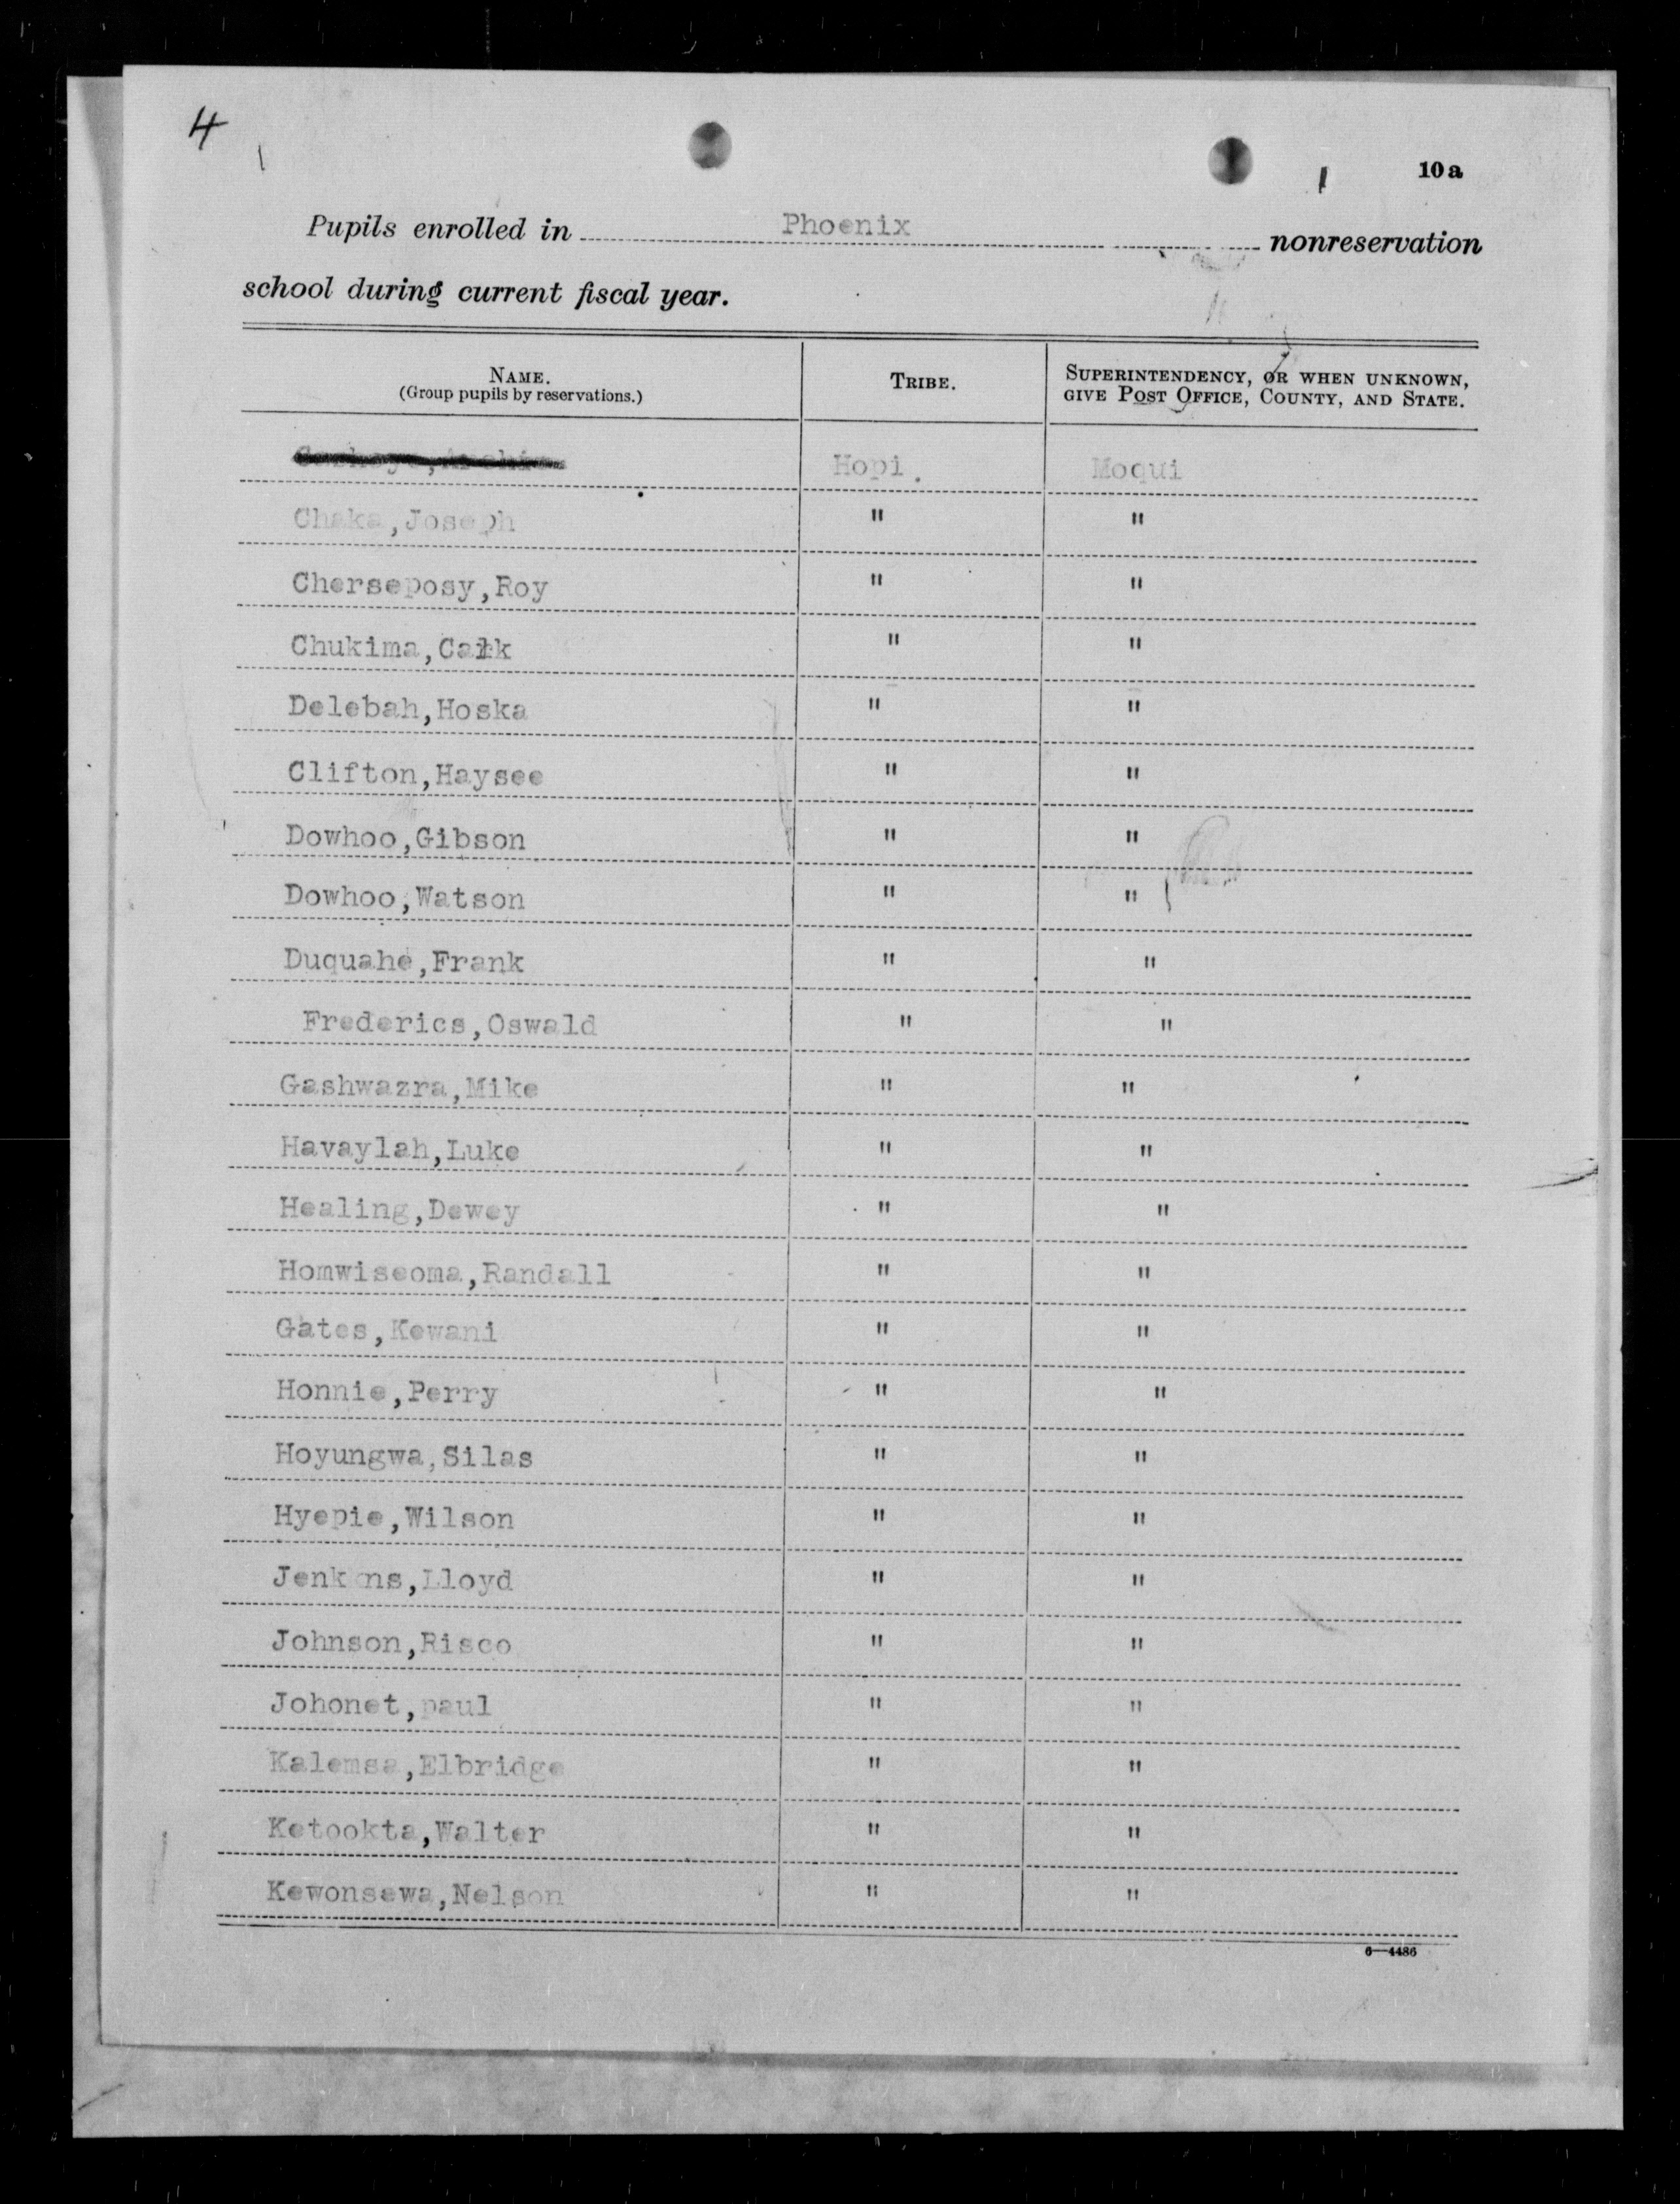 4
10a
Pupils enrolled in Phoenix nonreservation
school during current fiscal year.
NAME. TRIBE. SUPERINTENDENCY, OR WHEN UNKNOWN,
(Group pupils by reservations.) GIVE POST OFFICE, COUNTY, AND STATE.
Hopi. Moqui
Chaka,Joseph " "
Cherseposy,Roy " "
Chukima, " "
Delebah,Hoska " "
Clifton,Haysee " "
Dowhoo,Gibson " "
Dowhoo,Watson " "
Duquahe,Frank " "
Frederics,Oswald " "
Gashwazra,Mike " "
Havaylah,Luke " "
Healing,Dewey " "
Homwiseoma,Randall " "
Gates,Kewani " "
Honnie,Perry " "
Hoyungwa,Silas " "
Hyepie,Wilson " "
Jenkins,Lloyd " "
Johnson,Risco " "
Johonet,paul " "
Kalemsa,Elbridge " "
Ketookta,Walter " "
Kewonsewa,Nelson " "
6—4486